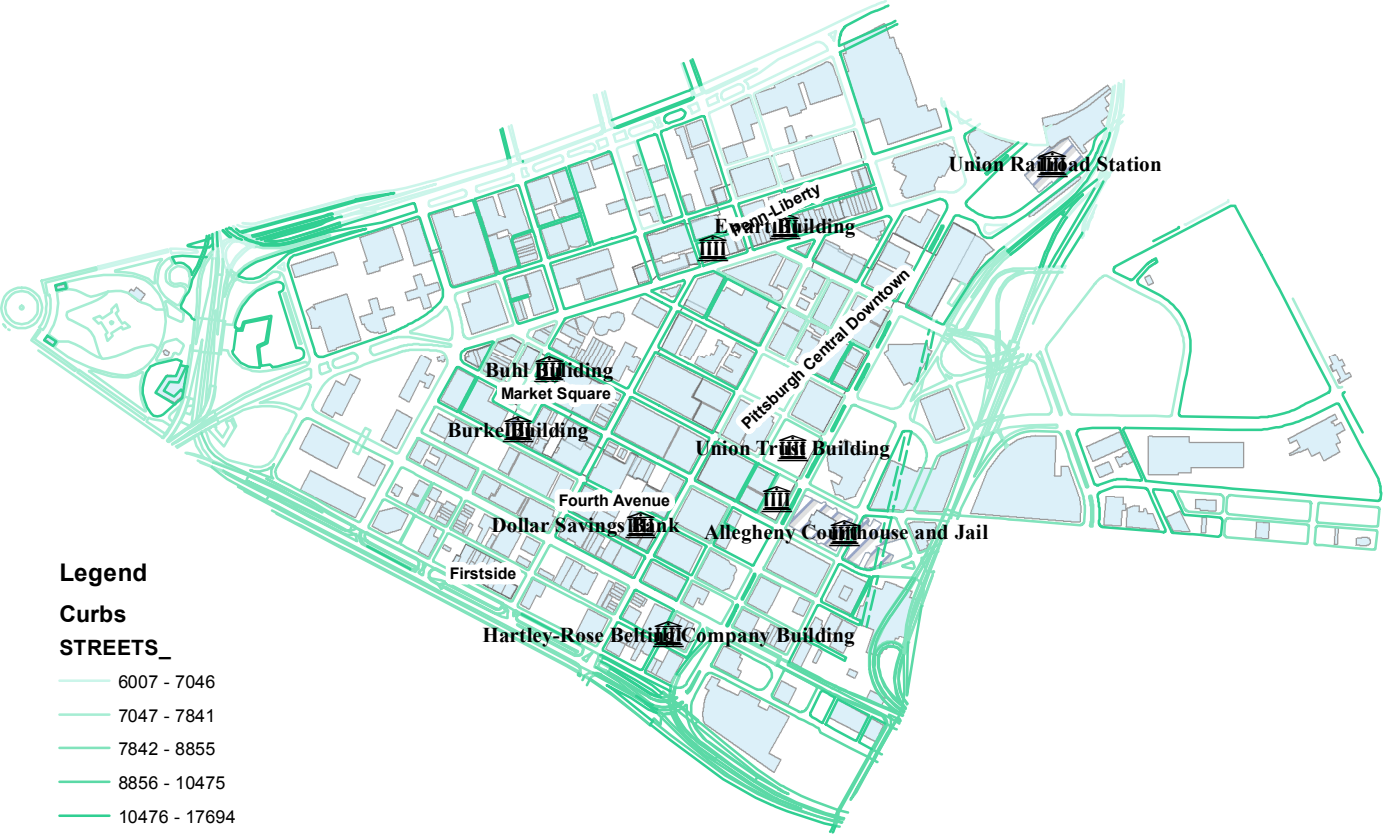 Union Railroad Station
Penn-Liberty
Ewart Building
Pittsburgh Central Downtown
Buhl Building
Market Square
Burke Building
Union Trust Building
Fourth Avenue
Dollar Savings Bank
Allegheny Courthouse and Jail
Firstside
Hartley-Rose Belting Company Building
Legend
Curbs
STREETS_
6007 - 7046
7047 - 7841
7842 - 8855
8856 - 10475
10476 - 17694